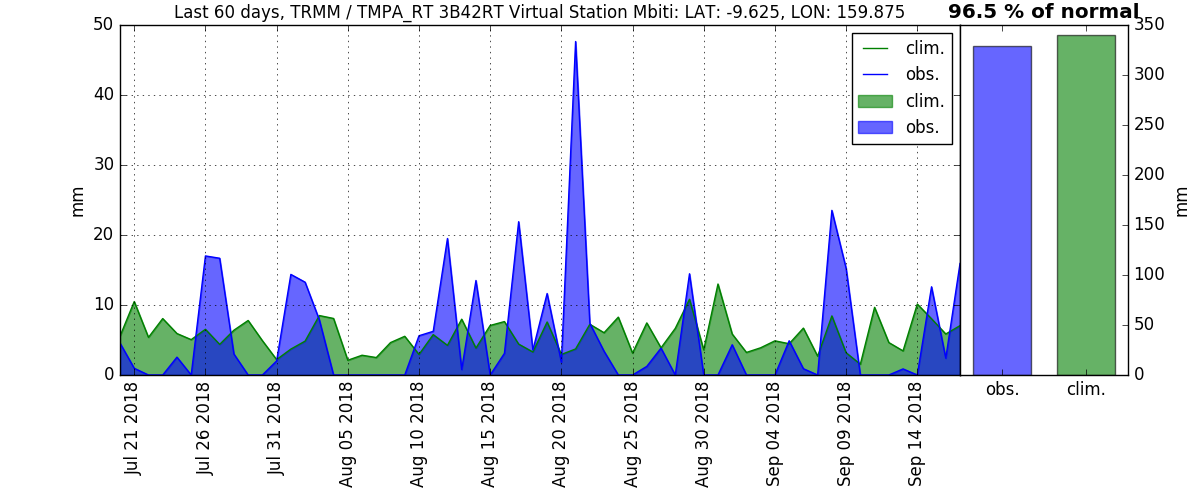 Last 60 days, TRMM / TMPA_RT 3B42RT Virtual Station Mbiti: LAT: -9.625, LON: 159.875
96.5 % of normal
50
40
30
20
10
0
mm
clim.
obs.
clim.
obs.
Jul 21 2018
Jul 26 2018
Jul 31 2018
Aug 05 2018
Aug 10 2018
Aug 15 2018
Aug 20 2018
Aug 25 2018
Aug 30 2018
Sep 04 2018
Sep 09 2018
Sep 14 2018
350
300
250
200
150
100
50
0
mm
obs.
clim.